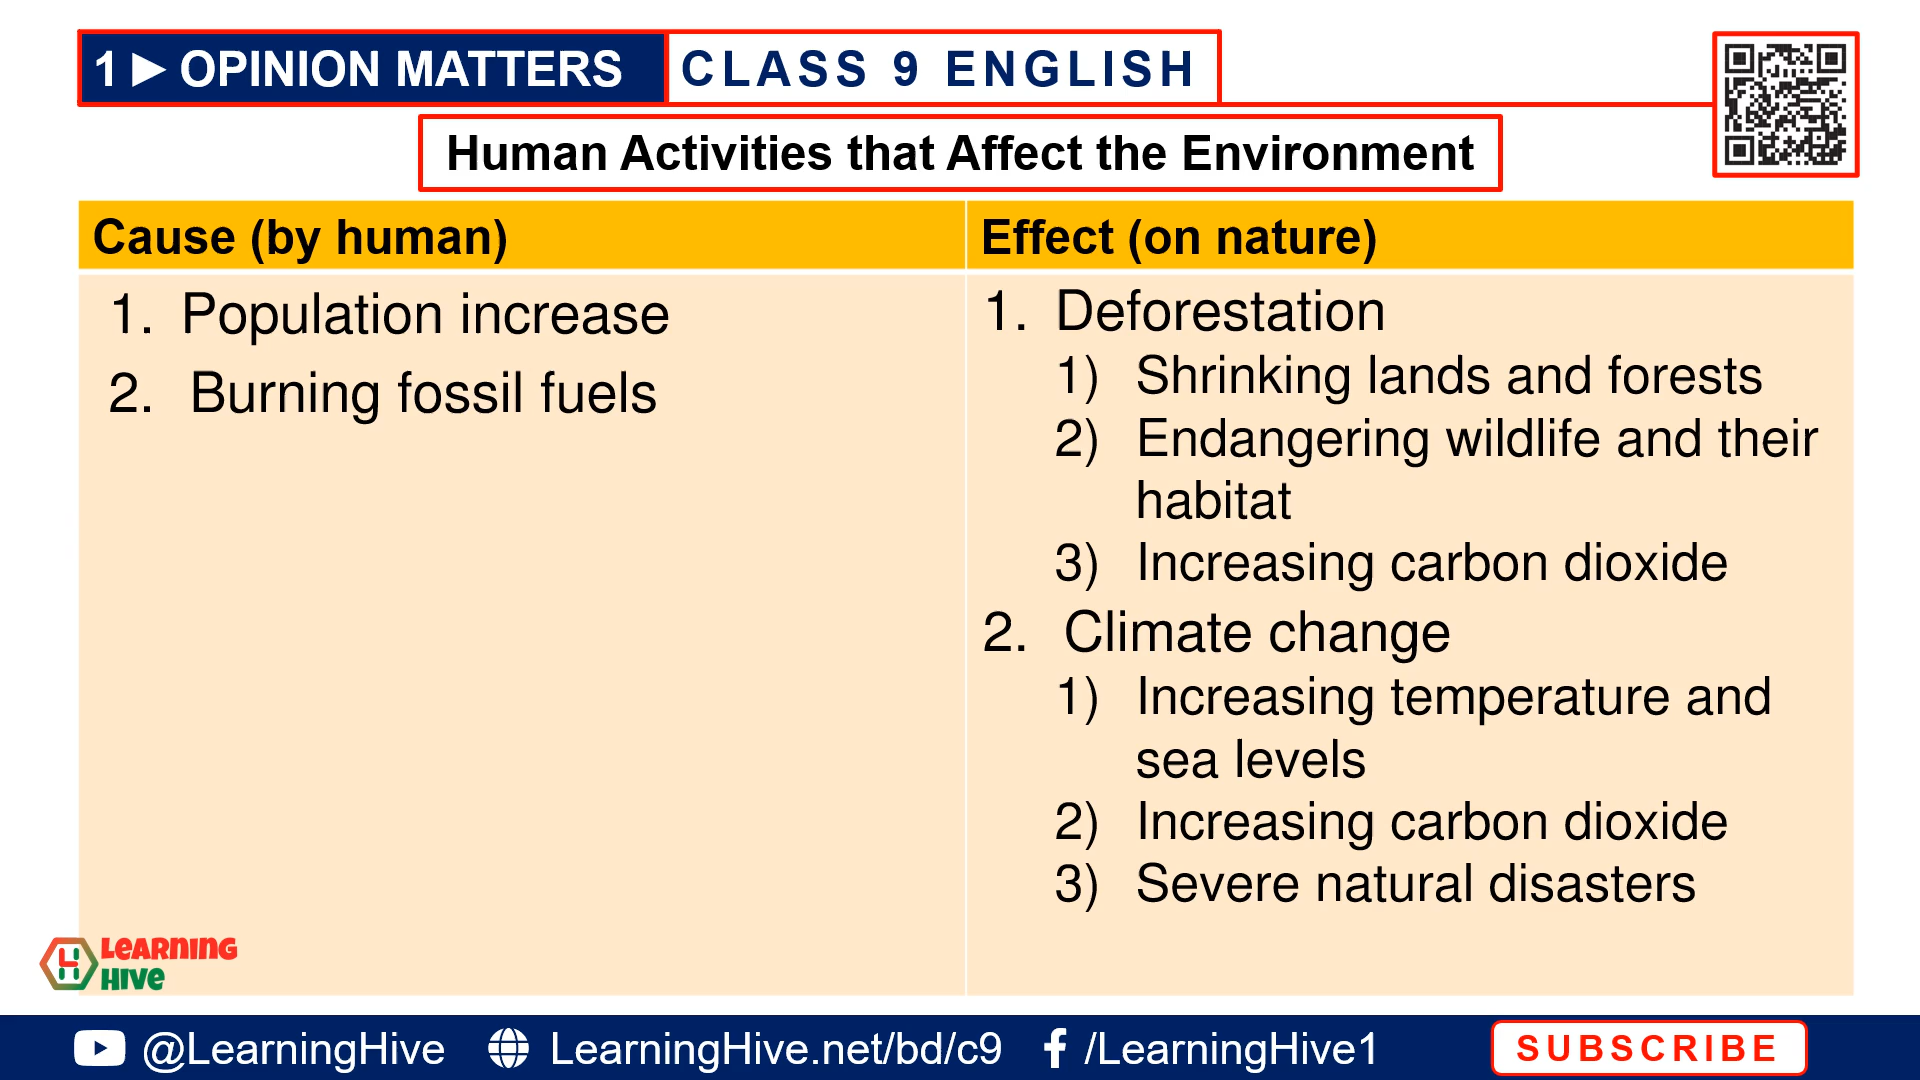 1 ► OPINION MATTERS CLASS 9 ENGLISH
Human Activities that Affect the Environment
Cause (by human)
1. Population increase
2. Burning fossil fuels
Effect (on nature)
1. Deforestation
1) Shrinking lands and forests
2) Endangering wildlife and their
habitat
3) Increasing carbon dioxide
2. Climate change
1) Increasing temperature and
sea levels
2) Increasing carbon dioxide
3) Severe natural disasters
LEARNING
HIVE
@LearningHive LearningHive.net/bd/c9 /LearningHive1 SUBSCRIBE